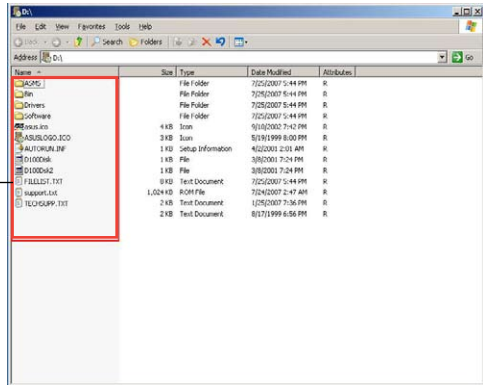 D:\
File Edit View Favorites Tools Help
Back Search Folders
Address D:\ Go
Name Size Type Date Modified Attributes
ASMS File Folder 7/25/2007 5:44 PM R
Bin File Folder 7/25/2007 5:44 PM R
Drivers File Folder 7/25/2007 5:44 PM R
Software File Folder 7/25/2007 5:44 PM R
asus.ico 4 KB Icon 9/10/2002 7:42 PM R
ASUSLOGO.ICO 3 KB Icon 5/19/1999 8:00 PM R
AUTORUN.INF 1 KB Setup Information 4/2/2001 2:01 AM R
D100Disk 1 KB File 3/8/2001 7:24 PM R
D100Dsk2 1 KB File 3/8/2001 7:24 PM R
FILELIST.TXT 8 KB Text Document 7/25/2007 5:44 PM R
support.txt 1,024 KB ROM File 7/24/2007 2:47 AM R
TECHSUPP.TXT 2 KB Text Document 1/25/2007 7:36 PM R
2 KB Text Document 8/17/1999 6:56 PM R